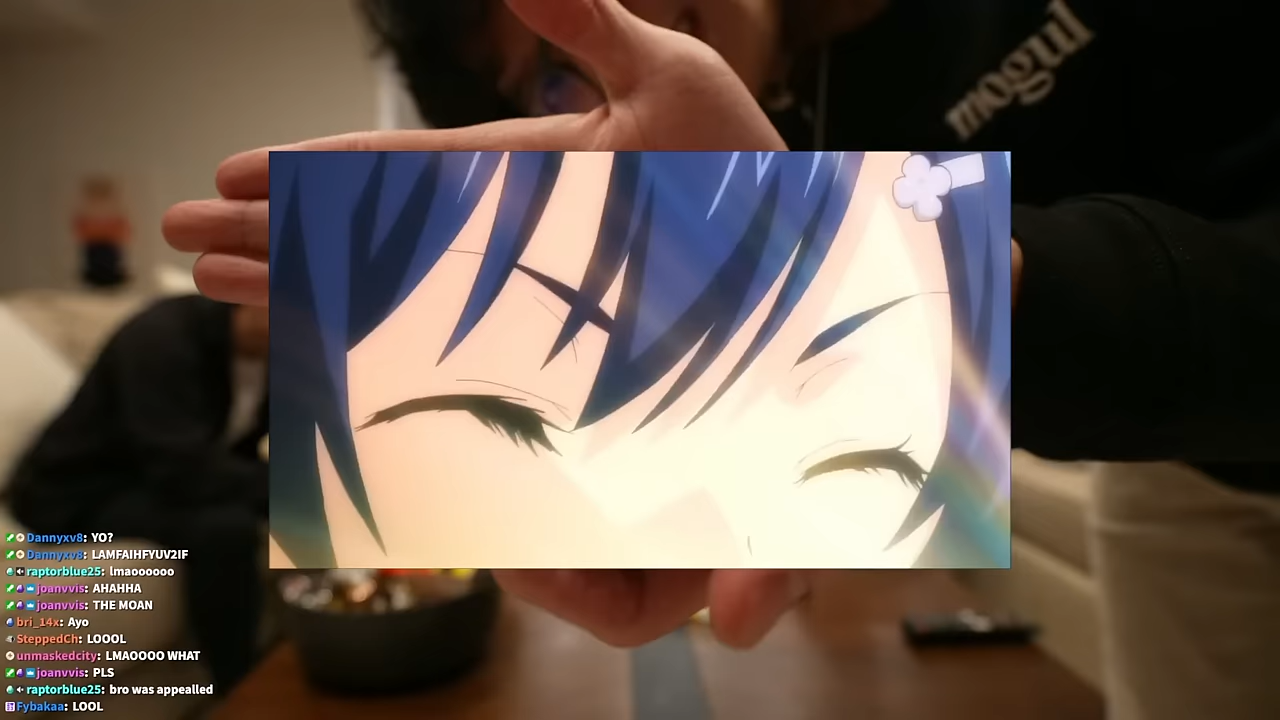 mogul
Dannyxv8: YO?
Dannyxv8: LAMFAIHFYUV2IF
raptorblue25: lmaoooooo
joanvvis: AHAHHA
joanvvis: THE MOAN
bri_14x: Ayo
SteppedCh: LOOOL
unmaskedcity: LMAOOOO WHAT
joanvvis: PLS
raptorblue25: bro was appealled
Fybakaa: LOOL